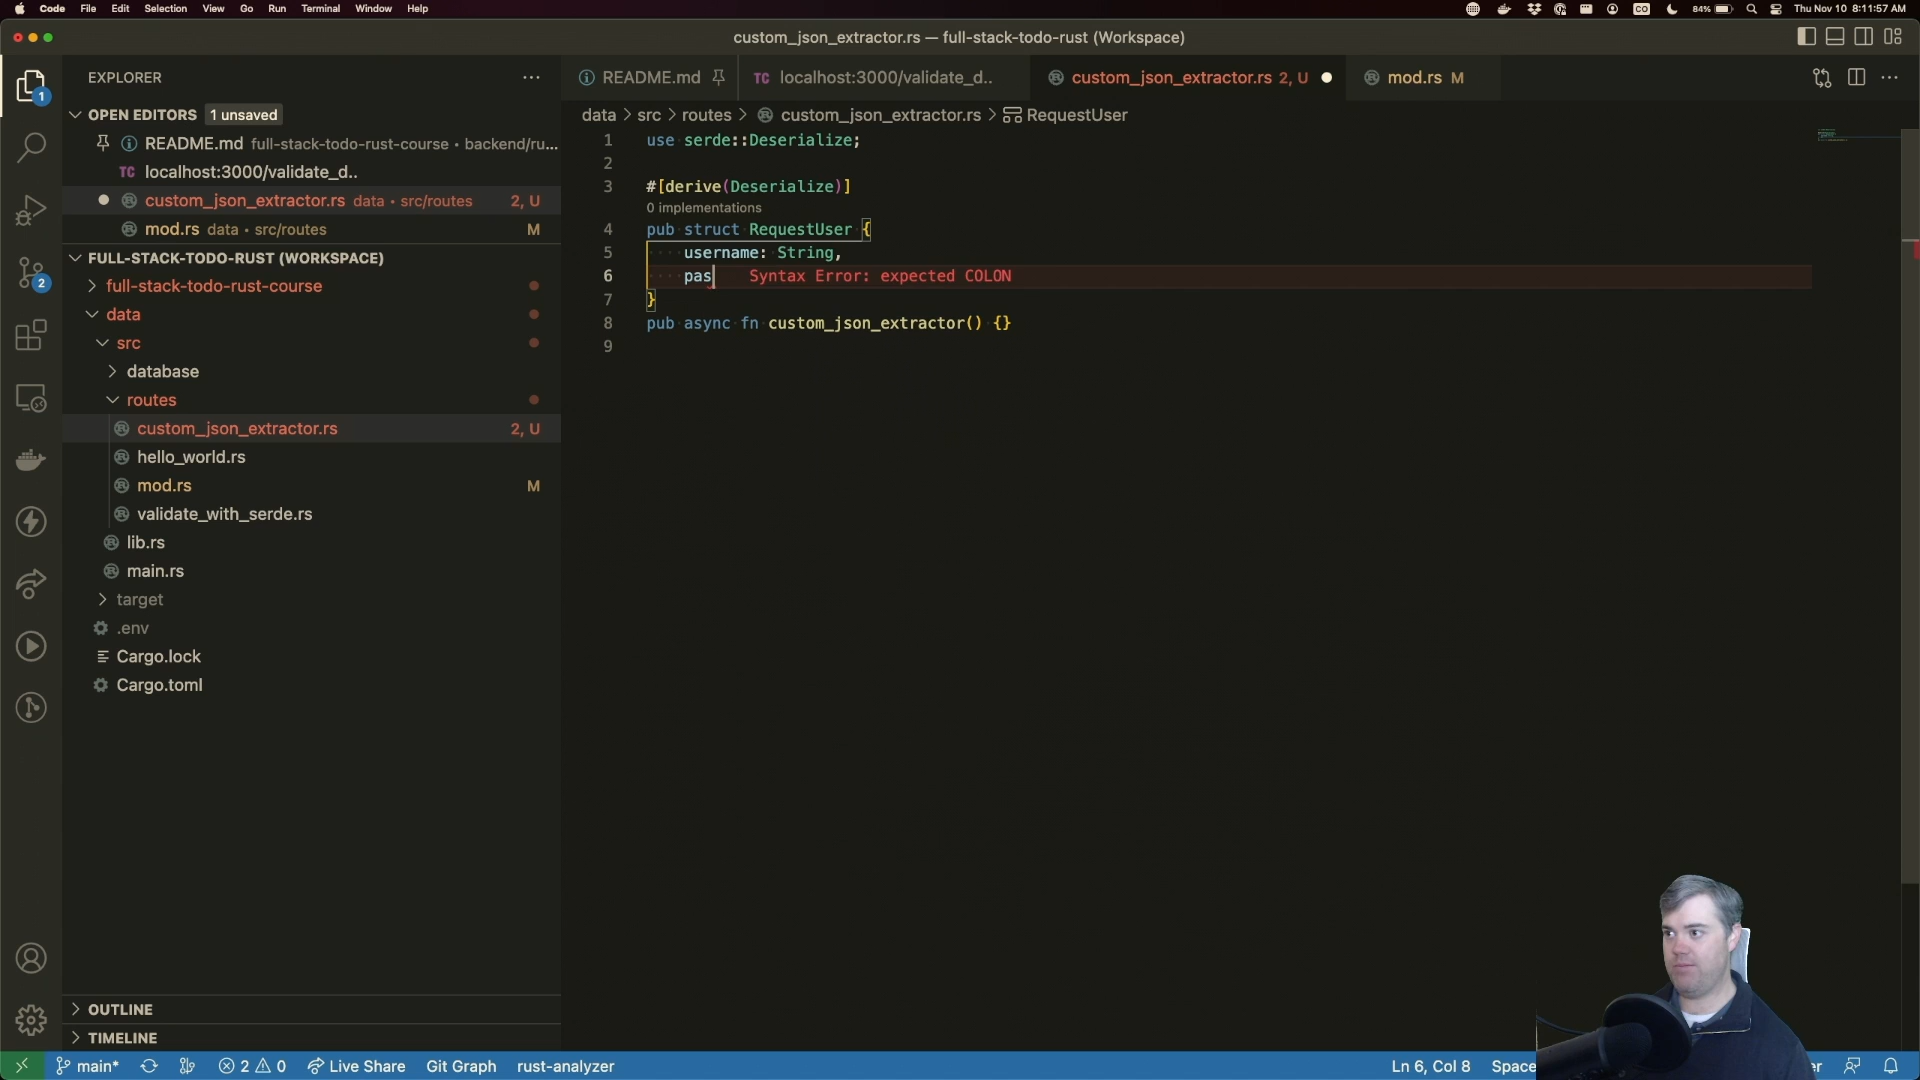 Code File Edit Selection View Go Run Terminal Window Help
84% Thu Nov 10 8:11:57 AM
custom_json_extractor.rs — full-stack-todo-rust (Workspace)
EXPLORER
README.md
TC localhost:3000/validate_d..
custom_json_extractor.rs 2, U
mod.rs M
OPEN EDITORS 1 unsaved
README.md full-stack-todo-rust-course • backend/ru...
TC localhost:3000/validate_d..
custom_json_extractor.rs data • src/routes 2, U
mod.rs data • src/routes M
FULL-STACK-TODO-RUST (WORKSPACE)
full-stack-todo-rust-course
data
src
database
routes
custom_json_extractor.rs 2, U
hello_world.rs
mod.rs M
validate_with_serde.rs
lib.rs
main.rs
target
.env
Cargo.lock
Cargo.toml
OUTLINE
TIMELINE
1
2
data > src > routes > custom_json_extractor.rs > RequestUser
1 use serde::Deserialize;
2
3 #[derive(Deserialize)]
0 implementations
4 pub struct RequestUser {
5 username: String,
6 pas Syntax Error: expected COLON
7 }
8 pub async fn custom_json_extractor() {}
9
main* 2 0 Live Share Git Graph rust-analyzer
Ln 6, Col 8 Space